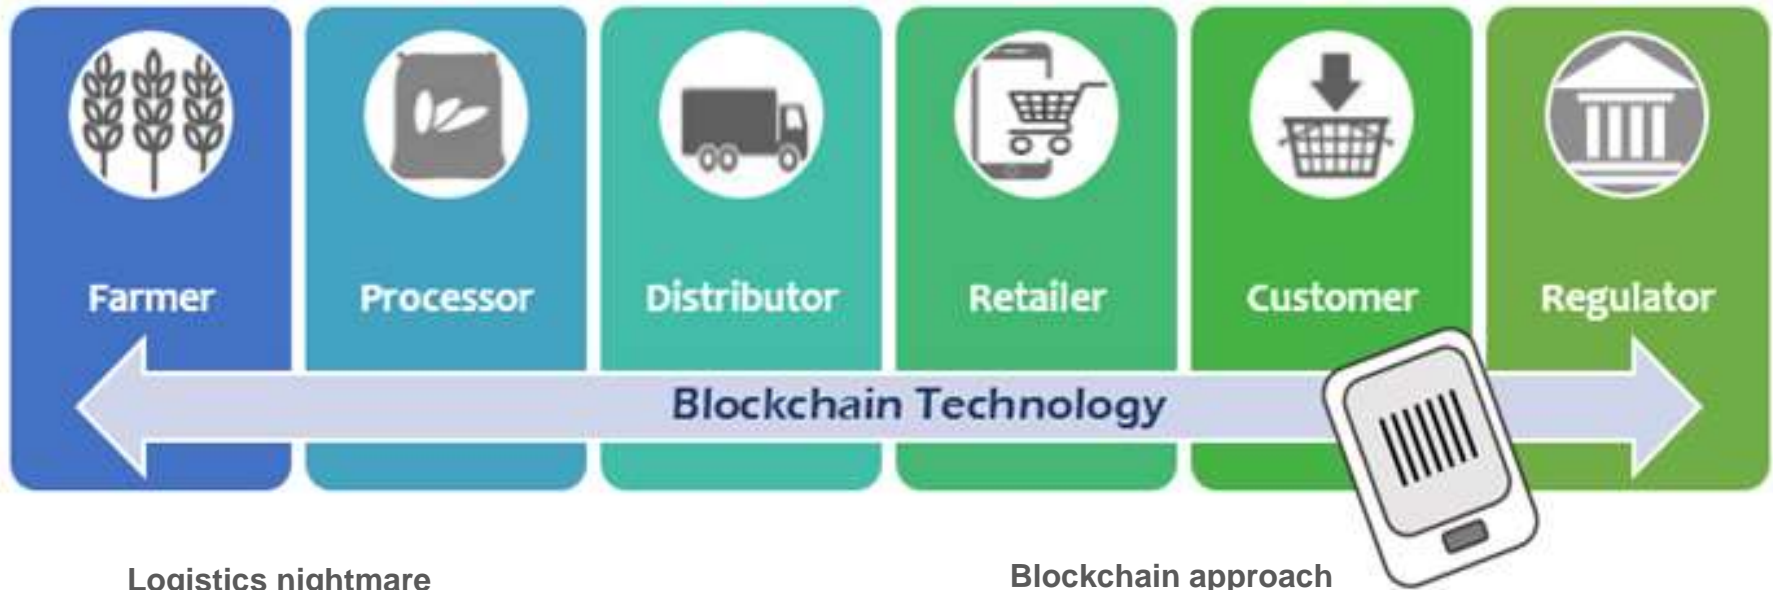 Farmer
Processor
Distributor
Retailer
Customer
Regulator
Blockchain Technology
Logistics nightmare
Blockchain approach